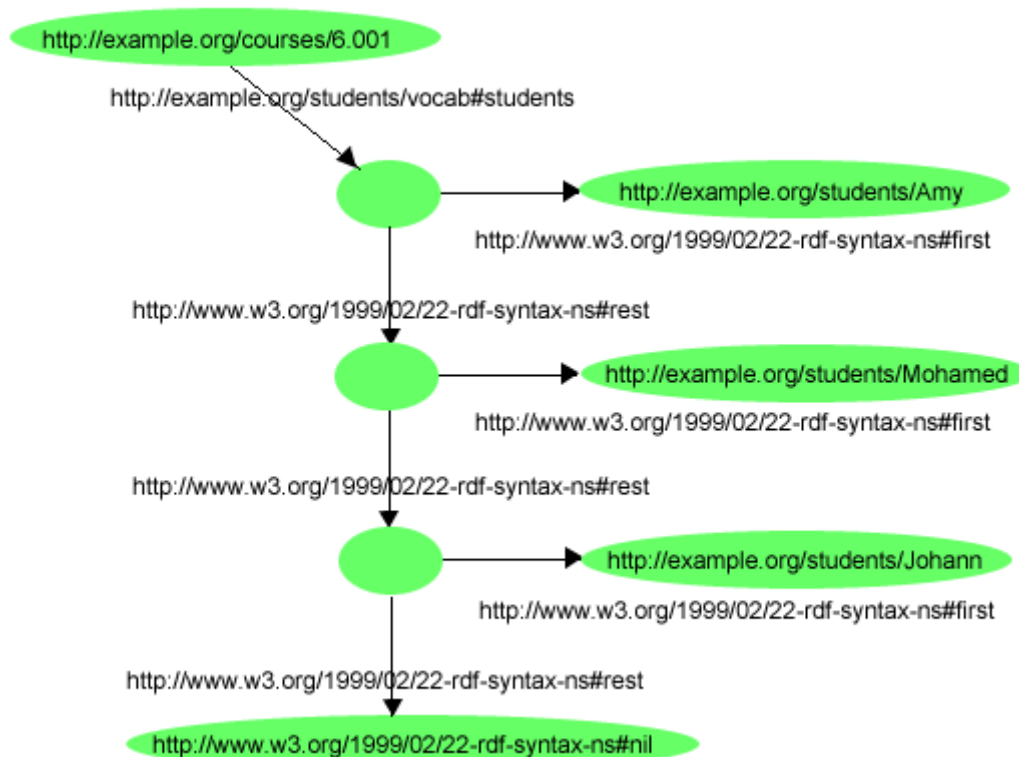 http://example.org/courses/6.001
http://example.org/students/vocab#students
http://example.org/students/Amy
http://www.w3.org/1999/02/22-rdf-syntax-ns#first
http://www.w3.org/1999/02/22-rdf-syntax-ns#rest
http://example.org/students/Mohamed
http://www.w3.org/1999/02/22-rdf-syntax-ns#first
http://www.w3.org/1999/02/22-rdf-syntax-ns#rest
http://example.org/students/Johann
http://www.w3.org/1999/02/22-rdf-syntax-ns#first
http://www.w3.org/1999/02/22-rdf-syntax-ns#rest
http://www.w3.org/1999/02/22-rdf-syntax-ns#nil